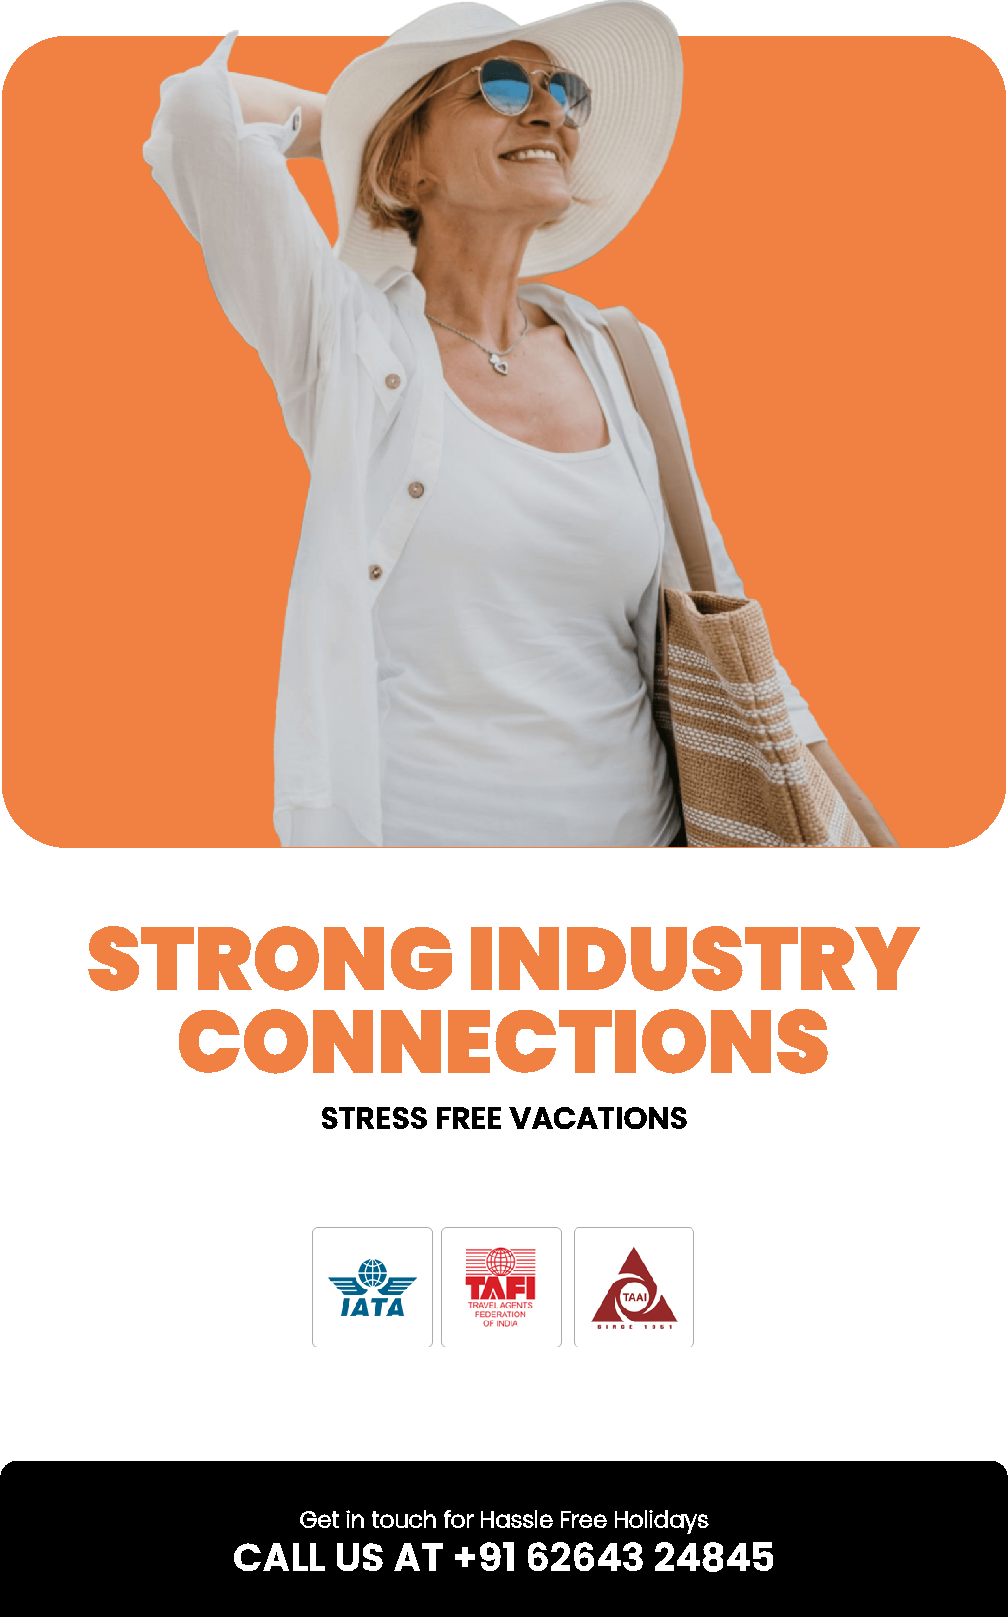 STRONG INDUSTRY
CONNECTIONS
STRESS FREE VACATIONS
IATA
TAFI
TRAVEL AGENTS
FEDERATION
OF INDIA
TAAI
SINCE 1951
Get in touch for Hassle Free Holidays
CALL US AT +91 62643 24845